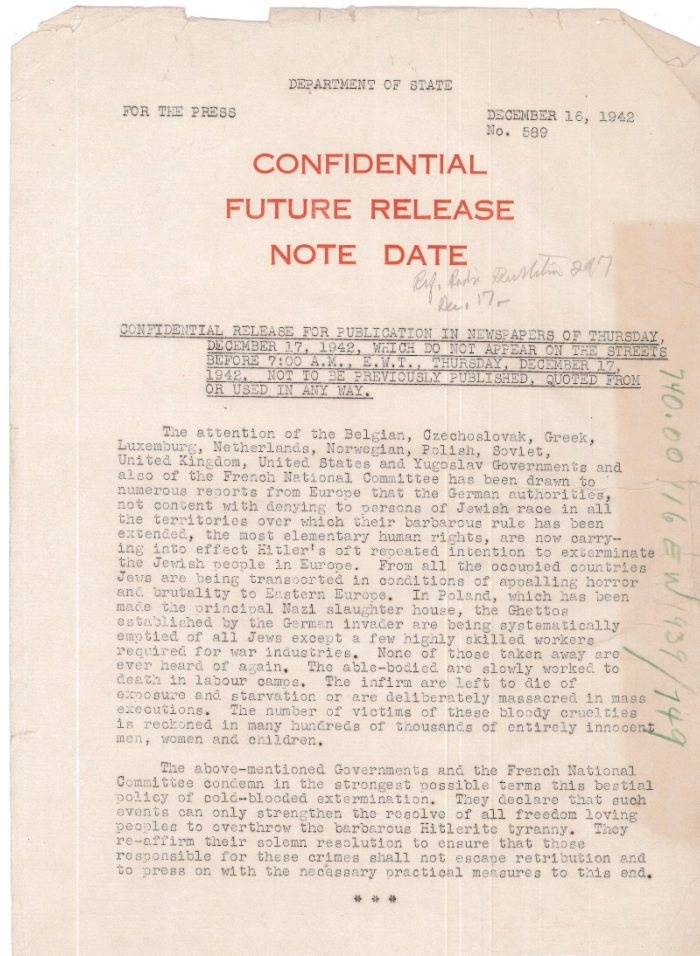 DEPARTMENT OF STATE
FOR THE PRESS
DECEMBER 16, 1942
No. 589
CONFIDENTIAL
FUTURE RELEASE
NOTE DATE
Ref. Radio Bulletin 297
Dec. 17-
CONFIDENTIAL RELEASE FOR PUBLICATION IN NEWSPAPERS OF THURSDAY,
DECEMBER 17, 1942, WHICH DO NOT APPEAR ON THE STREETS
BEFORE 7:00 A.M., E.W.T., THURSDAY, DECEMBER 17,
1942. NOT TO BE PREVIOUSLY PUBLISHED, QUOTED FROM
OR USED IN ANY WAY.
The attention of the Belgian, Czechoslovak, Greek,
Luxemburg, Netherlands, Norwegian, Polish, Soviet,
United Kingdom, United States and Yugoslav Governments and
also of the French National Committee has been drawn to
numerous reports from Europe that the German authorities,
not content with denying to persons of Jewish race in all
the territories over which their barbarous rule has been
extended, the most elementary human rights, are now carry-
ing into effect Hitler's oft repeated intention to exterminate
the Jewish people in Europe. From all the occupied countries
Jews are being transported in conditions of appalling horror
and brutality to Eastern Europe. In Poland, which has been
made the principal Nazi slaughter house, the Ghettos
established by the German invader are being systematically
emptied of all Jews except a few highly skilled workers
required for war industries. None of those taken away are
ever heard of again. The able-bodied are slowly worked to
death in labour camps. The infirm are left to die of
exposure and starvation or are deliberately massacred in mass
executions. The number of victims of these bloody cruelties
is reckoned in many hundreds of thousands of entirely innocent
men, women and children.
The above-mentioned Governments and the French National
Committee condemn in the strongest possible terms this bestial
policy of cold-blooded extermination. They declare that such
events can only strengthen the resolve of all freedom loving
peoples to overthrow the barbarous Hitlerite tyranny. They
re-affirm their solemn resolution to ensure that those
responsible for these crimes shall not escape retribution and
to press on with the necessary practical measures to this end.
* * *
740.00116 EW 1939/749